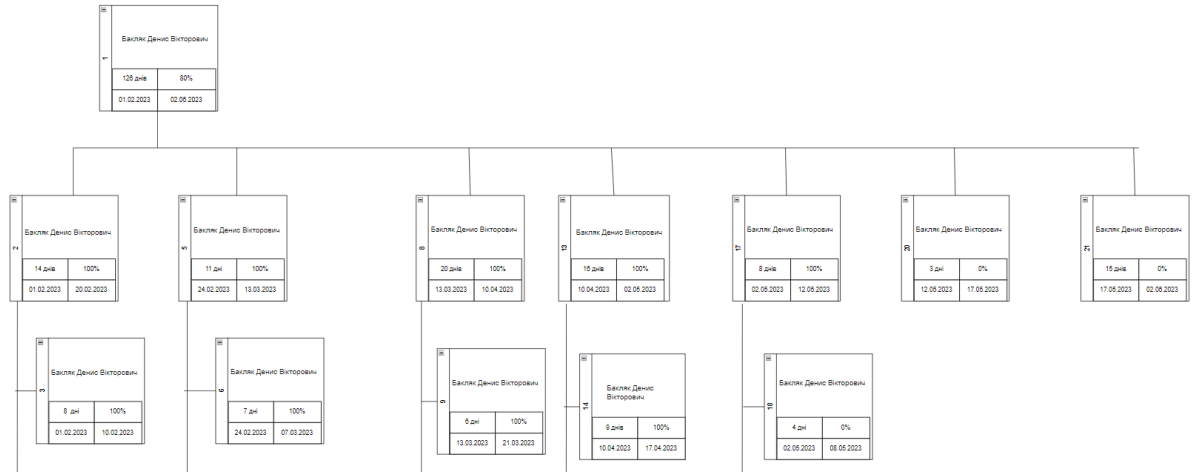 1
Бакляк Денис Вікторович
126 днів 80%
01.02.2023 02.06.2023
2
Бакляк Денис Вікторович
14 днів 100%
01.02.2023 20.02.2023
5
Бакляк Денис Вікторович
11 дні 100%
24.02.2023 13.03.2023
8
Бакляк Денис Вікторович
20 днів 100%
13.03.2023 10.04.2023
13
Бакляк Денис Вікторович
16 днів 100%
10.04.2023 02.05.2023
17
Бакляк Денис Вікторович
8 днів 100%
02.05.2023 12.05.2023
20
Бакляк Денис Вікторович
3 дні 0%
12.05.2023 17.05.2023
21
Бакляк Денис Вікторович
15 днів 0%
17.05.2023 02.06.2023
3
Бакляк Денис Вікторович
8 дні 100%
01.02.2023 10.02.2023
6
Бакляк Денис Вікторович
7 дні 100%
24.02.2023 07.03.2023
9
Бакляк Денис Вікторович
6 дні 100%
13.03.2023 21.03.2023
14
Бакляк Денис
Вікторович
9 днів 100%
10.04.2023 17.04.2023
18
Бакляк Денис Вікторович
4 дні 0%
02.05.2023 08.05.2023